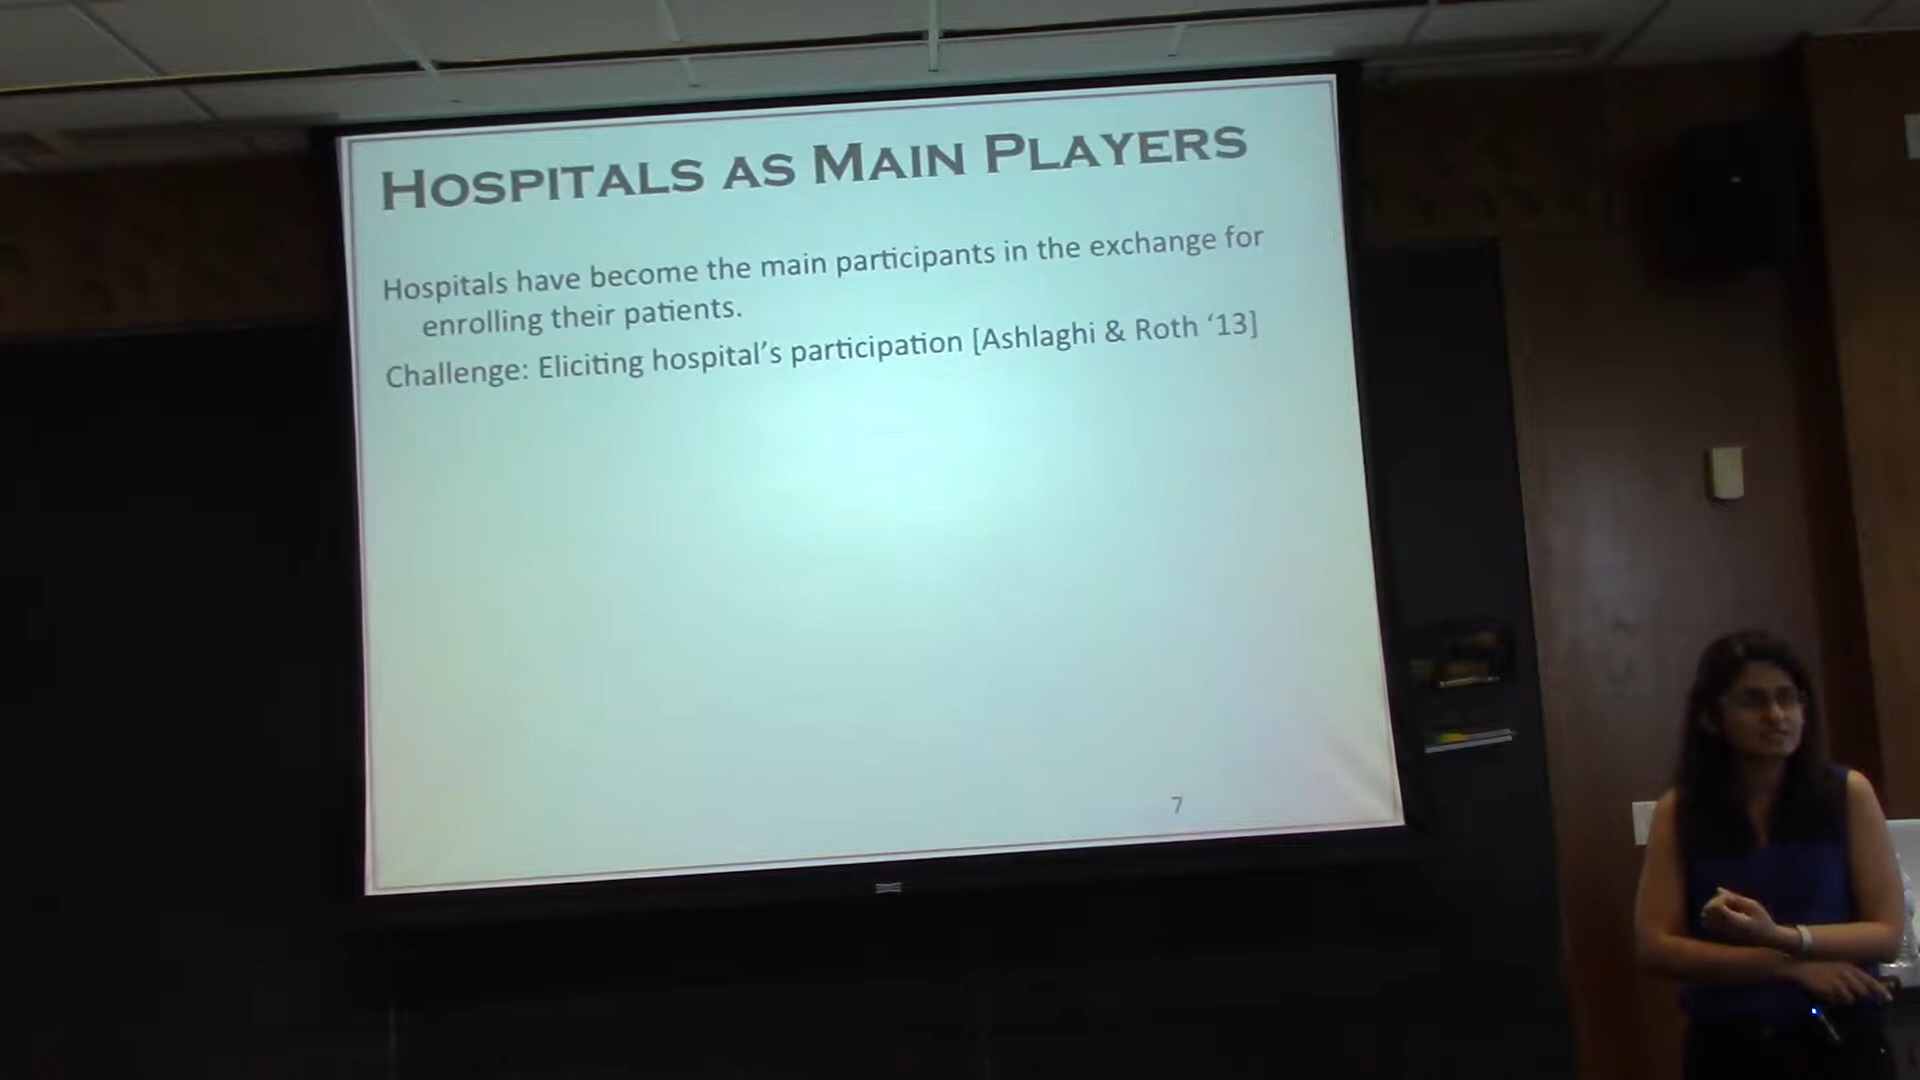 HOSPITALS AS MAIN PLAYERS
Hospitals have become the main participants in the exchange for
enrolling their patients.
Challenge: Eliciting hospital's participation [Ashlaghi & Roth ‘13]
7